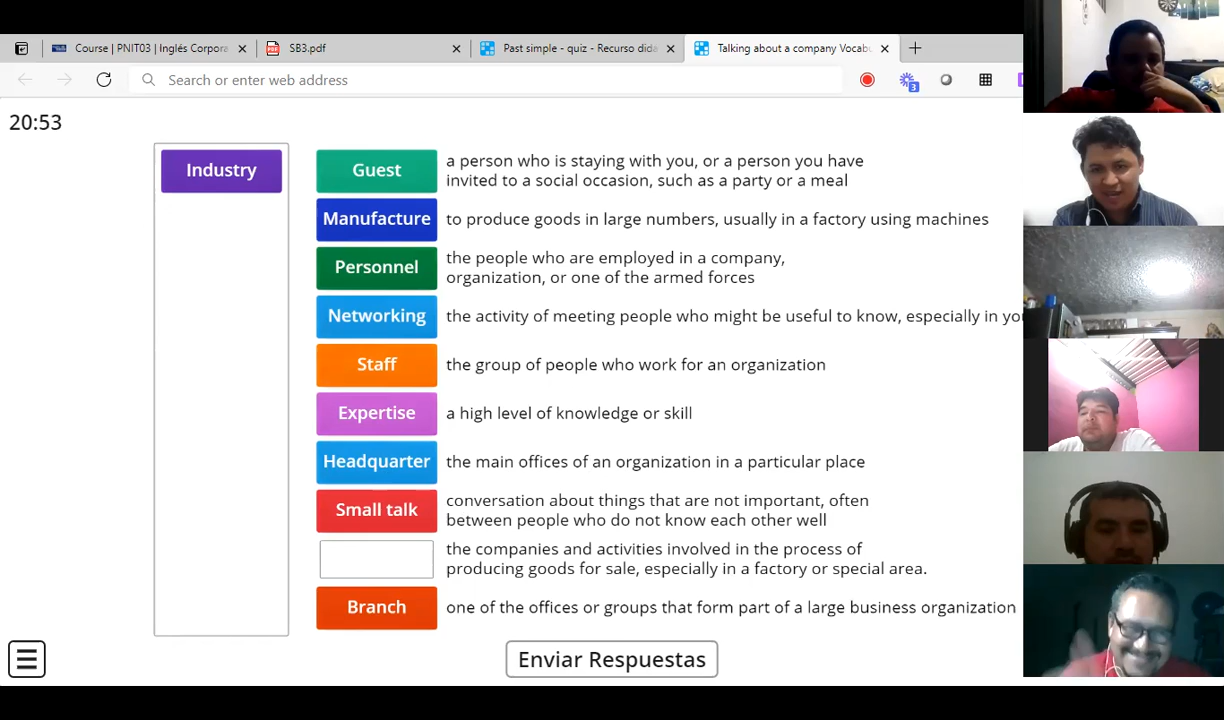 Course | PNIT03 | Inglés Corpora
SB3.pdf
Past simple - quiz - Recurso dida
Talking about a company Vocabu
Search or enter web address
3
20:53
Industry
Guest
a person who is staying with you, or a person you have
invited to a social occasion, such as a party or a meal
Manufacture
to produce goods in large numbers, usually in a factory using machines
Personnel
the people who are employed in a company,
organization, or one of the armed forces
Networking
the activity of meeting people who might be useful to know, especially in you
Staff
the group of people who work for an organization
Expertise
a high level of knowledge or skill
Headquarter
the main offices of an organization in a particular place
Small talk
conversation about things that are not important, often
between people who do not know each other well
the companies and activities involved in the process of
producing goods for sale, especially in a factory or special area.
Branch
one of the offices or groups that form part of a large business organization
Enviar Respuestas